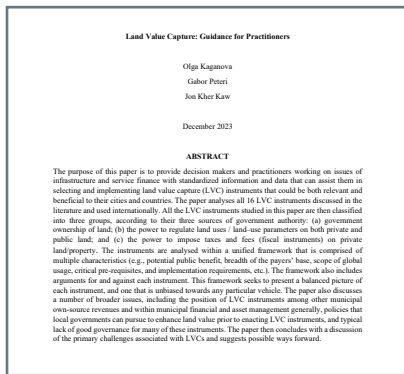 Land Value Capture: Guidance for Practitioners
Olga Kaganova
Gabor Peteri
Jon Kher Kaw
December 2023
ABSTRACT
The purpose of this paper is to provide decision makers and practitioners working on issues of
infrastructure and service finance with standardized information and data that can assist them in
selecting and implementing land value capture (LVC) instruments that could be both relevant and
beneficial to their cities and countries. The paper analyses all 16 LVC instruments discussed in the
literature and used internationally. All the LVC instruments studied in this paper are then classified
into three groups, according to their three sources of government authority: (a) government
ownership of land; (b) the power to regulate land uses / land–use parameters on both private and
public land; and (c) the power to impose taxes and fees (fiscal instruments) on private
land/property. The instruments are analysed within a unified framework that is comprised of
multiple characteristics (e.g., potential public benefit, breadth of the payers' base, scope of global
usage, critical pre-requisites, and implementation requirements, etc.). The framework also includes
arguments for and against each instrument. This framework seeks to present a balanced picture of
each instrument, and one that is unbiased towards any particular vehicle. The paper also discusses
a number of broader issues, including the position of LVC instruments among other municipal
own-source revenues and within municipal financial and asset management generally, policies that
local governments can pursue to enhance land value prior to enacting LVC instruments, and typical
lack of good governance for many of these instruments. The paper then concludes with a discussion
of the primary challenges associated with LVCs and suggests possible ways forward.